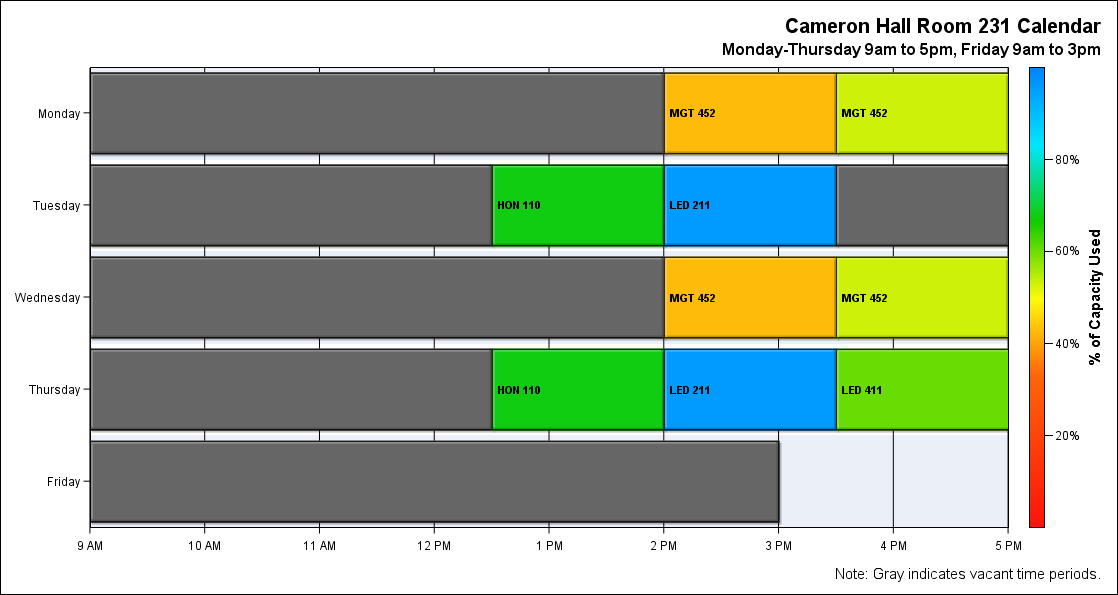 Cameron Hall Room 231 Calendar
Monday-Thursday 9am to 5pm, Friday 9am to 3pm
Monday
MGT 452
MGT 452
Tuesday
HON 110
LED 211
Wednesday
MGT 452
MGT 452
Thursday
HON 110
LED 211
LED 411
Friday
80%
60%
40%
20%
% of Capacity Used
9 AM
10 AM
11 AM
12 PM
1 PM
2 PM
3 PM
4 PM
5 PM
Note: Gray indicates vacant time periods.